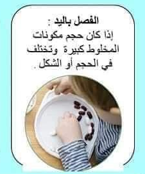 الفصل باليد :
إذا كان حجم مكونات
المخلوط كبيرة وتختلف
في الحجم أو الشكل .